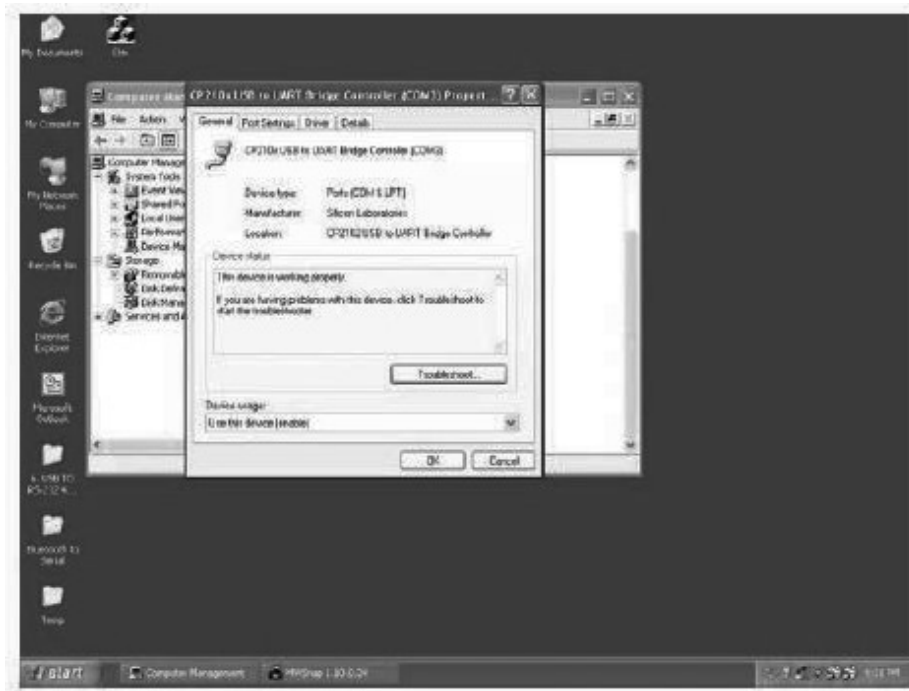 My Documents
My Computer
My Network
Places
Recycle Bin
Internet
Explorer
Microsoft
Outlook
6. USB TO
Bluetooth to
Serial
Temp
Computer
File Action
Computer Manage
System Tools
Event View
Shared Fo
Local User
Performan
Device Ma
Storage
Removable
Disk Defra
Disk Mana
Services and A
CP210x USB to UART Bridge Controller (COM3) Propert...
General Port Settings Driver Details
CP210x USB to UART Bridge Controller (COM3)
Device type: Ports (COM & LPT)
Manufacturer: Silicon Laboratories
Location: CP2102 USB to UART Bridge Controller
Device status
This device is working properly.
If you are having problems with this device, click Troubleshoot to
start the troubleshooter.
Troubleshoot...
Device usage:
Use this device (enable)
OK Cancel
start Computer Management